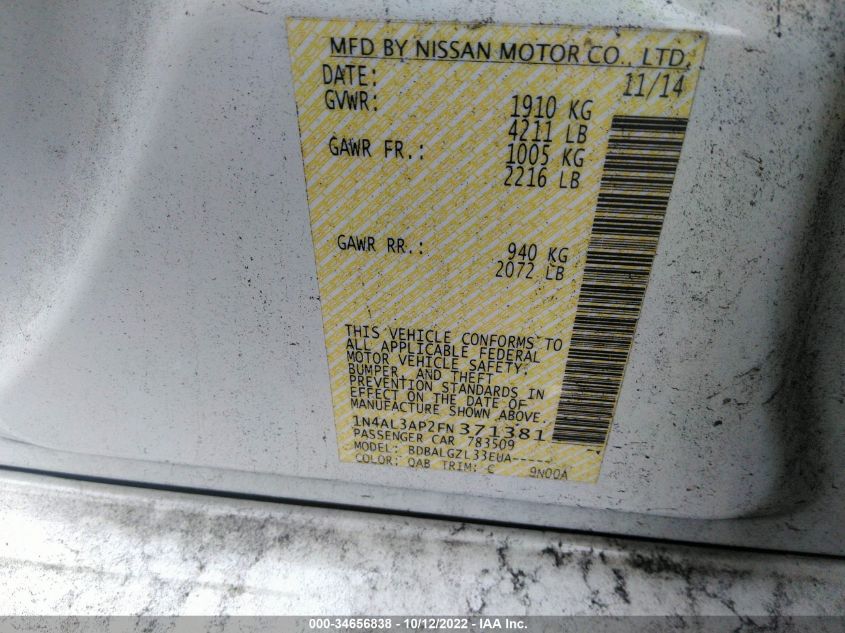 MFD BY NISSAN MOTOR CO., LTD.
DATE: 11/14
GVWR: 1910 KG
4211 LB
GAWR FR.: 1005 KG
2216 LB
GAWR RR.: 940 KG
2072 LB
THIS VEHICLE CONFORMS TO
ALL APPLICABLE FEDERAL
MOTOR VEHICLE SAFETY,
BUMPER, AND THEFT
PREVENTION STANDARDS IN
EFFECT ON THE DATE OF
MANUFACTURE SHOWN ABOVE.
1N4AL3AP2FN371381
PASSENGER CAR 783509
MODEL: BDBALGZL33EUA-----
COLOR: QAB TRIM: C 9N00A
000-34656838 - 10/12/2022 - IAA Inc.